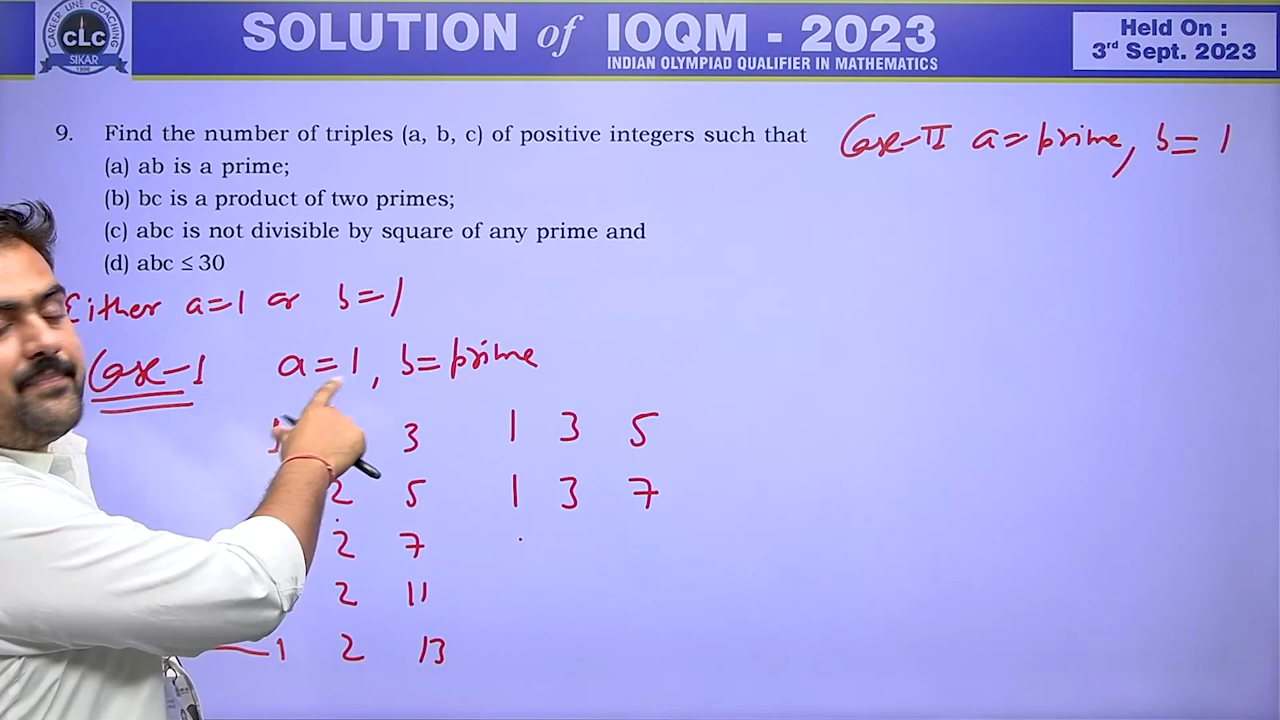 CAREER LINE COACHING
CLC
SIKAR
1996
SOLUTION of IOQM - 2023
INDIAN OLYMPIAD QUALIFIER IN MATHEMATICS
Held On :
3rd Sept. 2023
9. Find the number of triples (a, b, c) of positive integers such that
(a) ab is a prime;
(b) bc is a product of two primes;
(c) abc is not divisible by square of any prime and
(d) abc ≤ 30
Case-II a = prime, b = 1
Either a=1 or b=1
Case-1 a=1, b=prime
3 1 3 5
2 5 1 3 7
2 7
2 11
1 2 13